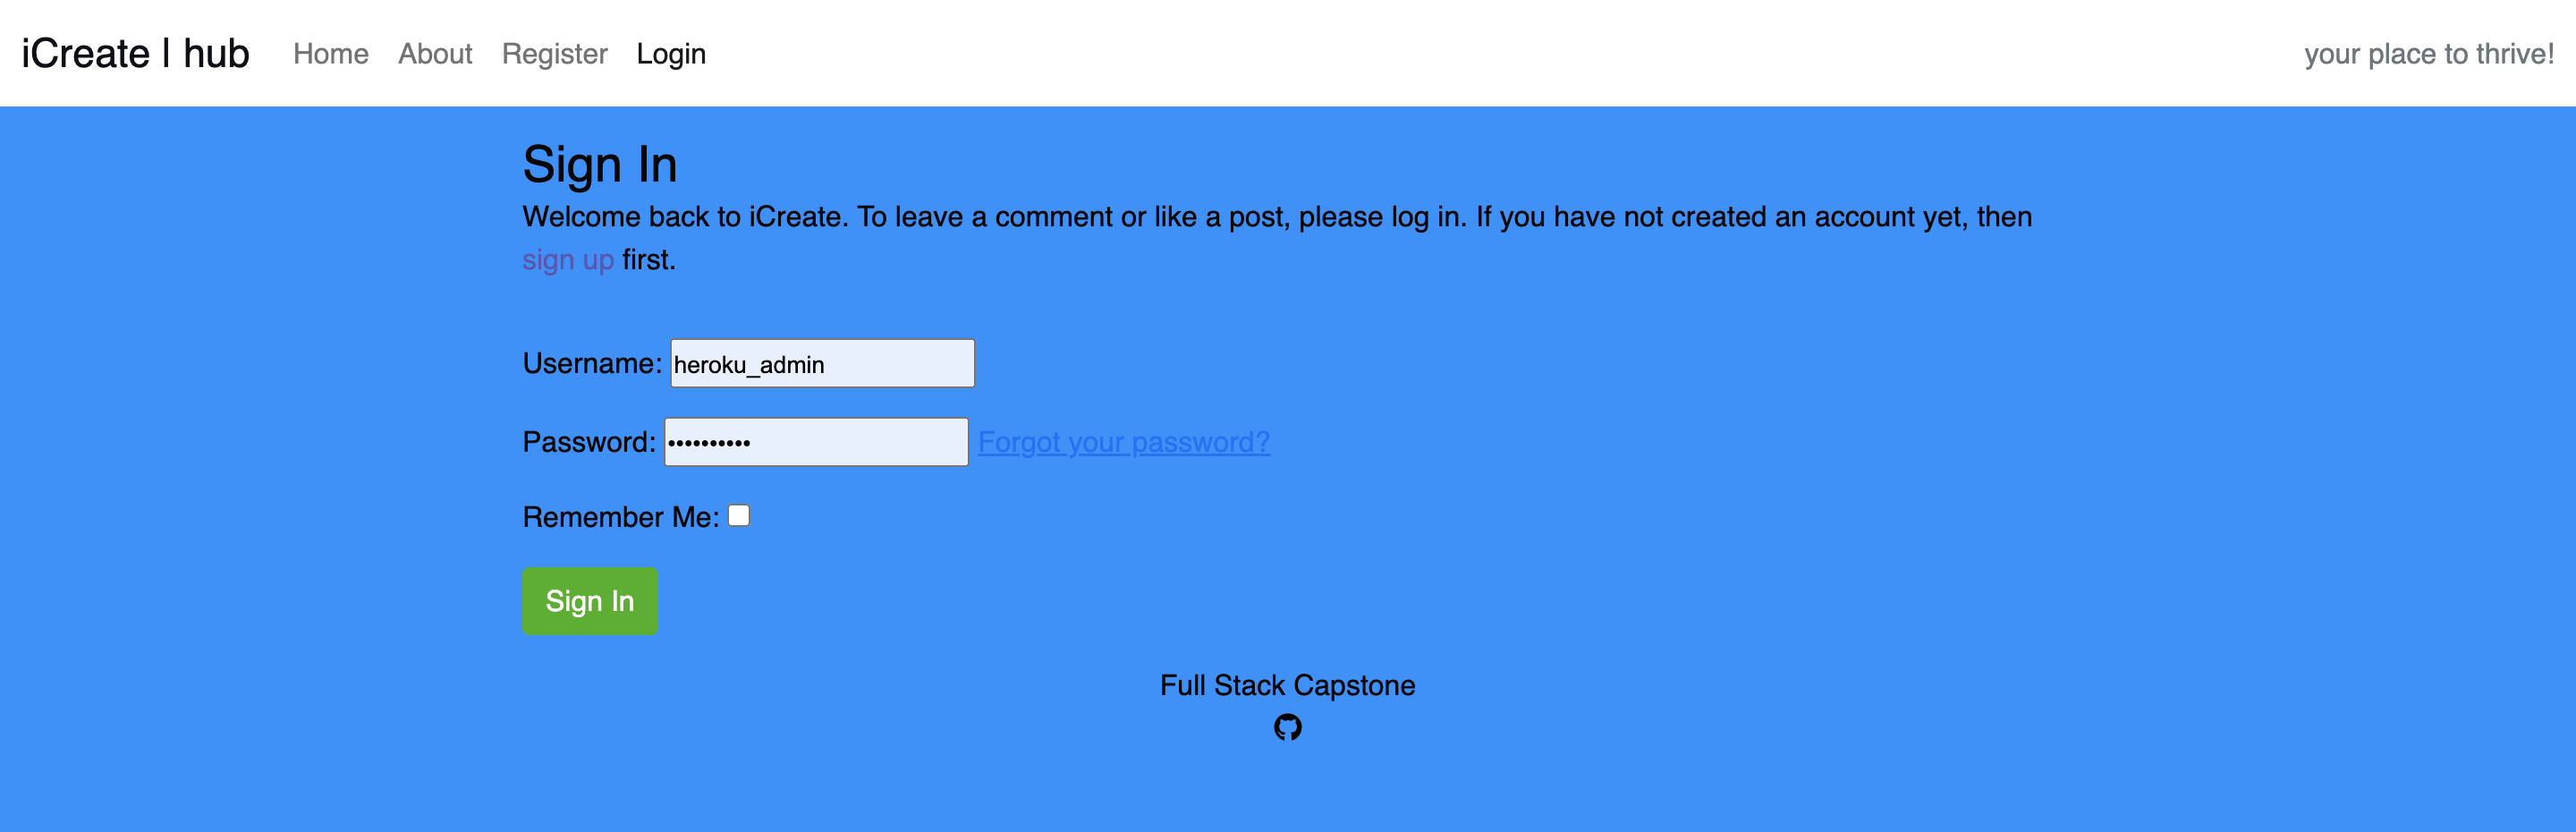 iCreate | hub Home About Register Login your place to thrive!
Sign In
Welcome back to iCreate. To leave a comment or like a post, please log in. If you have not created an account yet, then
sign up first.
Username: heroku_admin
Password: •••••••••• Forgot your password?
Remember Me:
Sign In
Full Stack Capstone